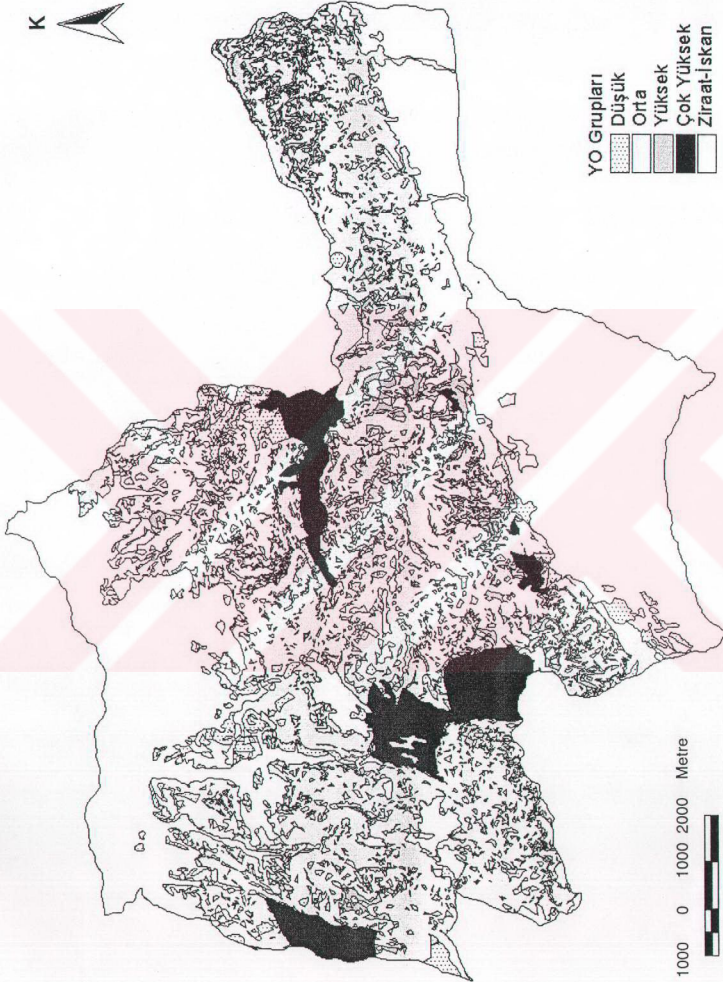 K
YO Grupları
Düşük
Orta
Yüksek
Çok Yüksek
Ziraat-İskan
1000 0 1000 2000 Metre